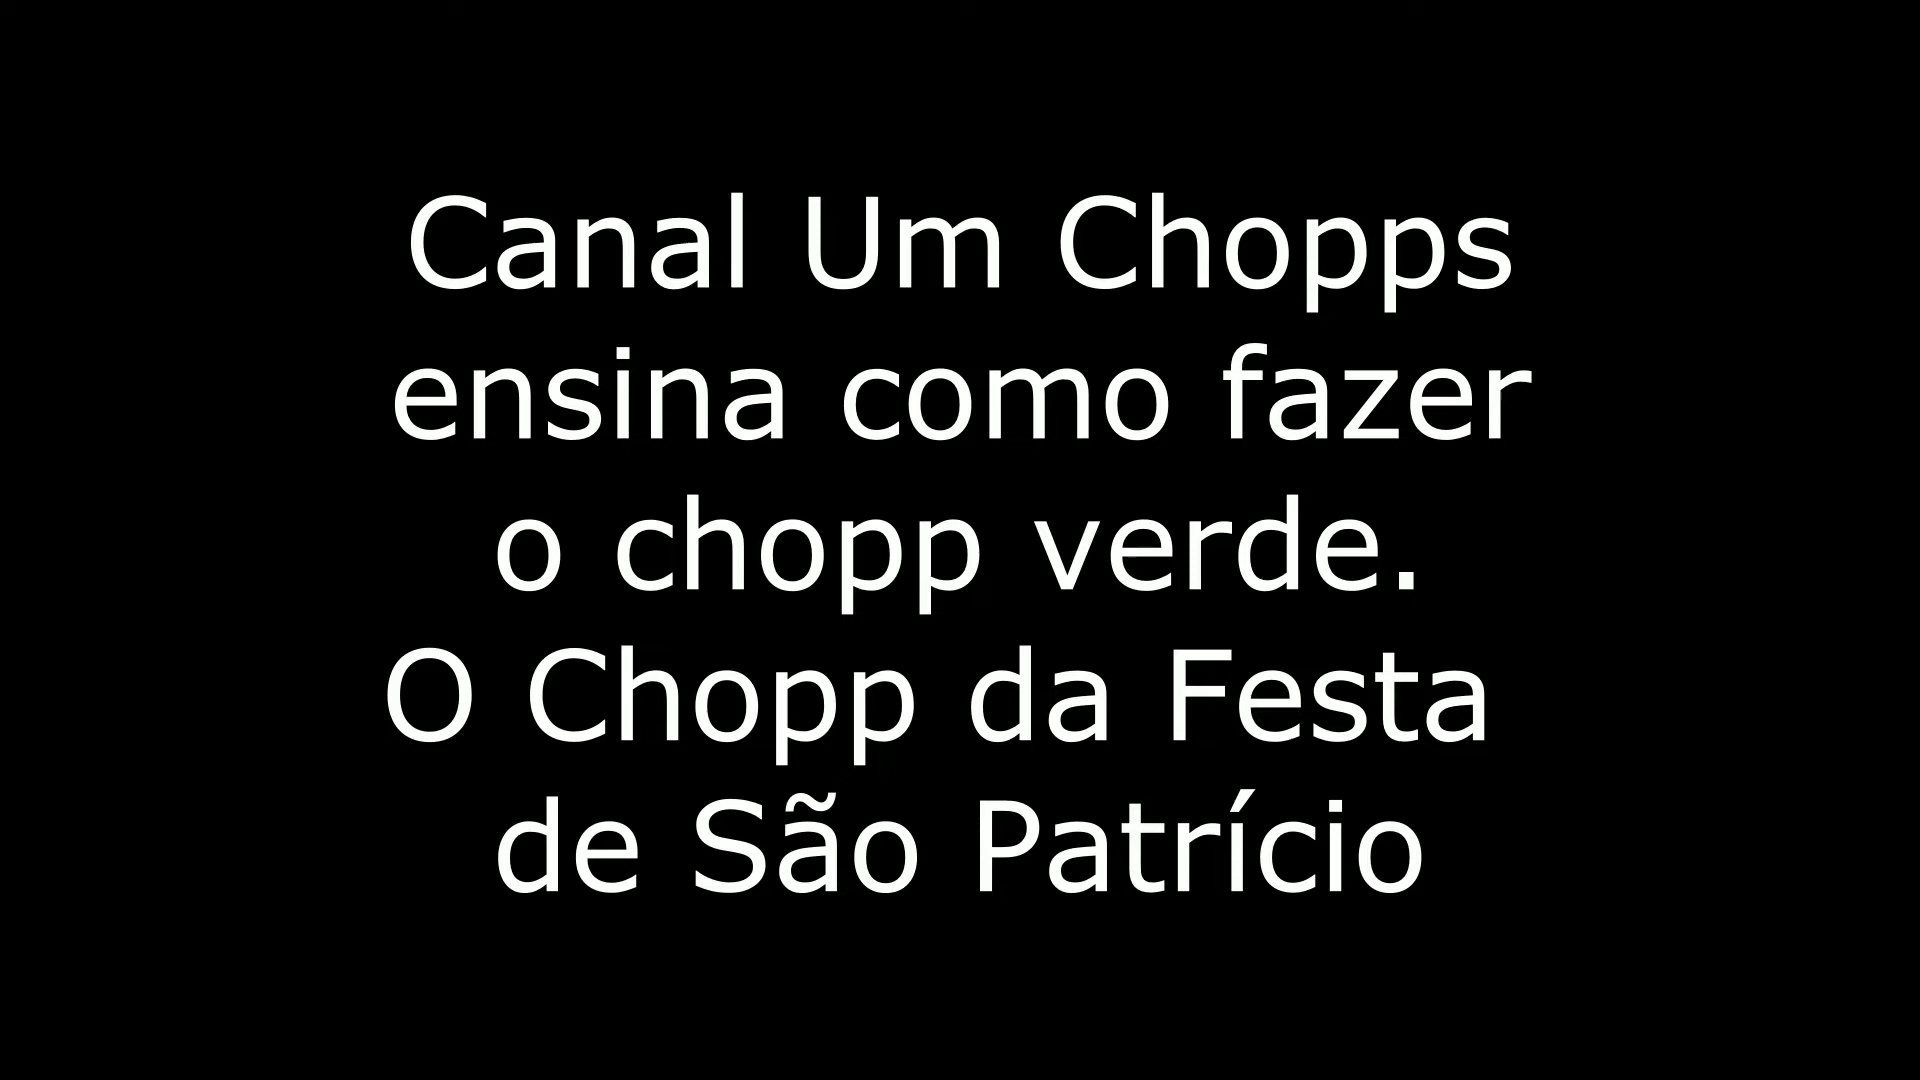 Canal Um Chopps
ensina como fazer
o chopp verde.
O Chopp da Festa
de São Patrício